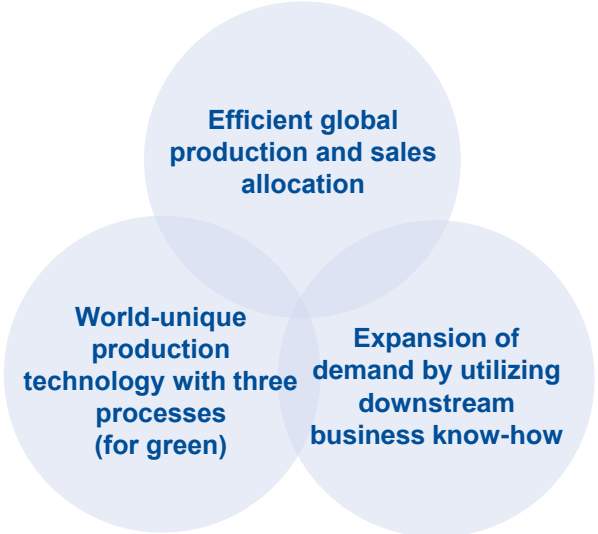 Efficient global
production and sales
allocation
World-unique
production
technology with three
processes
(for green)
Expansion of
demand by utilizing
downstream
business know-how